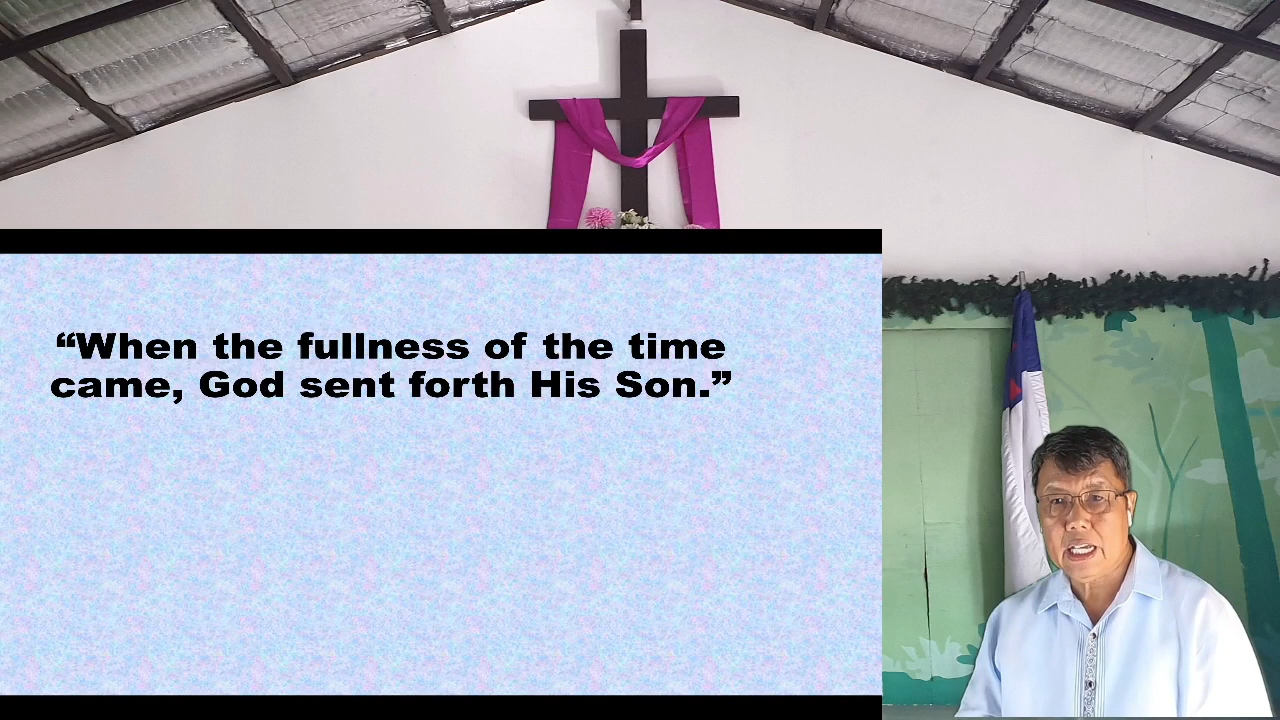 “When the fullness of the time
came, God sent forth His Son.”